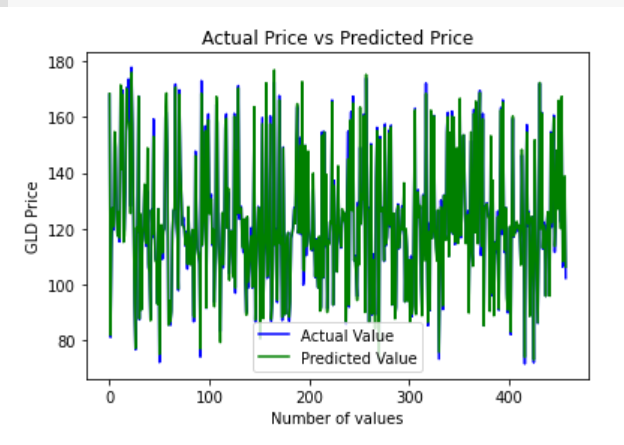 Actual Price vs Predicted Price
180
160
140
120
100
80
GLD Price
Actual Value
Predicted Value
0 100 200 300 400
Number of values